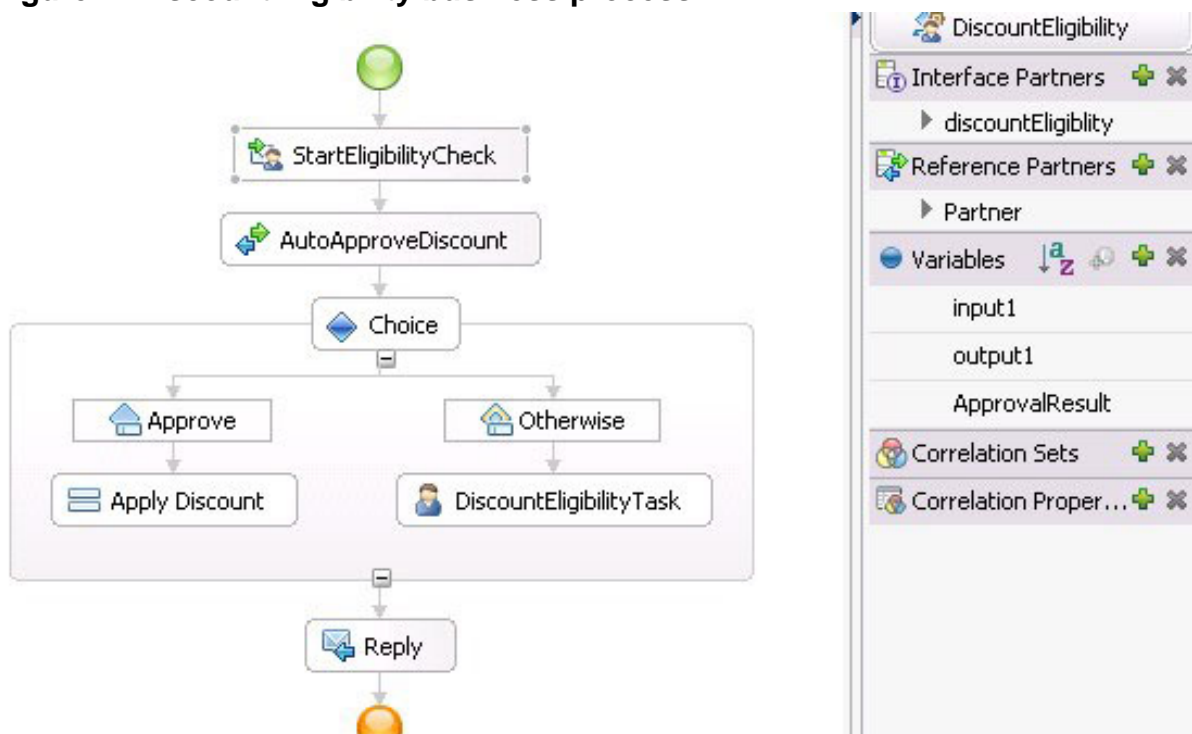 StartEligibilityCheck
AutoApproveDiscount
Choice
Approve
Otherwise
Apply Discount
DiscountEligibilityTask
Reply
DiscountEligibility
Interface Partners
discountEligiblity
Reference Partners
Partner
Variables
input1
output1
ApprovalResult
Correlation Sets
Correlation Proper...